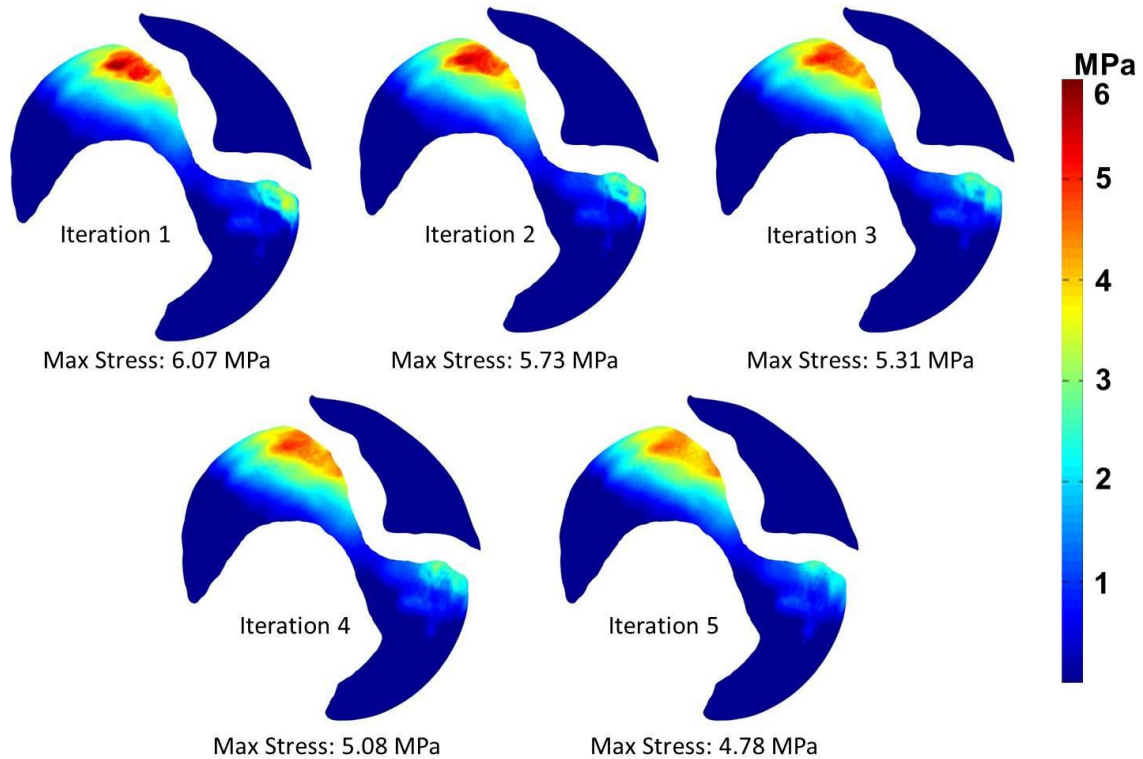 MPa
6
5
4
3
2
1
Iteration 1
Iteration 2
Iteration 3
Max Stress: 6.07 MPa
Max Stress: 5.73 MPa
Max Stress: 5.31 MPa
Iteration 4
Iteration 5
Max Stress: 5.08 MPa
Max Stress: 4.78 MPa